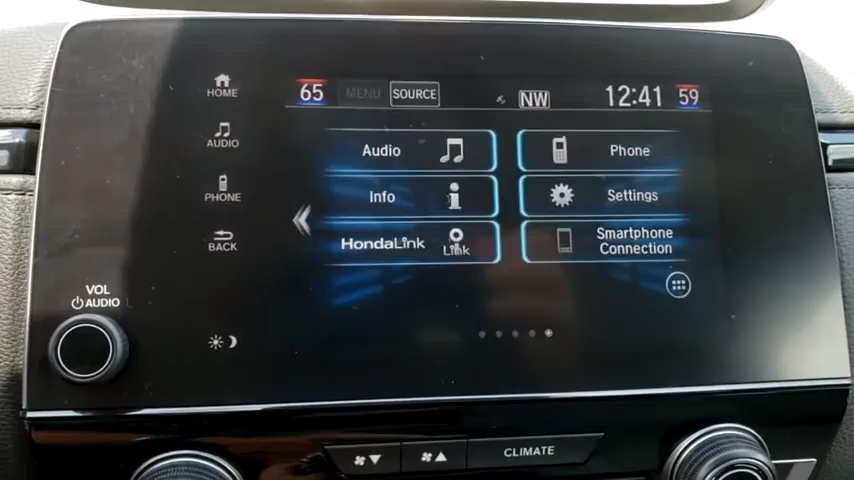 HOME
AUDIO
PHONE
BACK
VOL
AUDIO
65 MENU SOURCE NW 12:41 59
Audio Phone
Info Settings
HondaLink Link Smartphone
Connection
CLIMATE